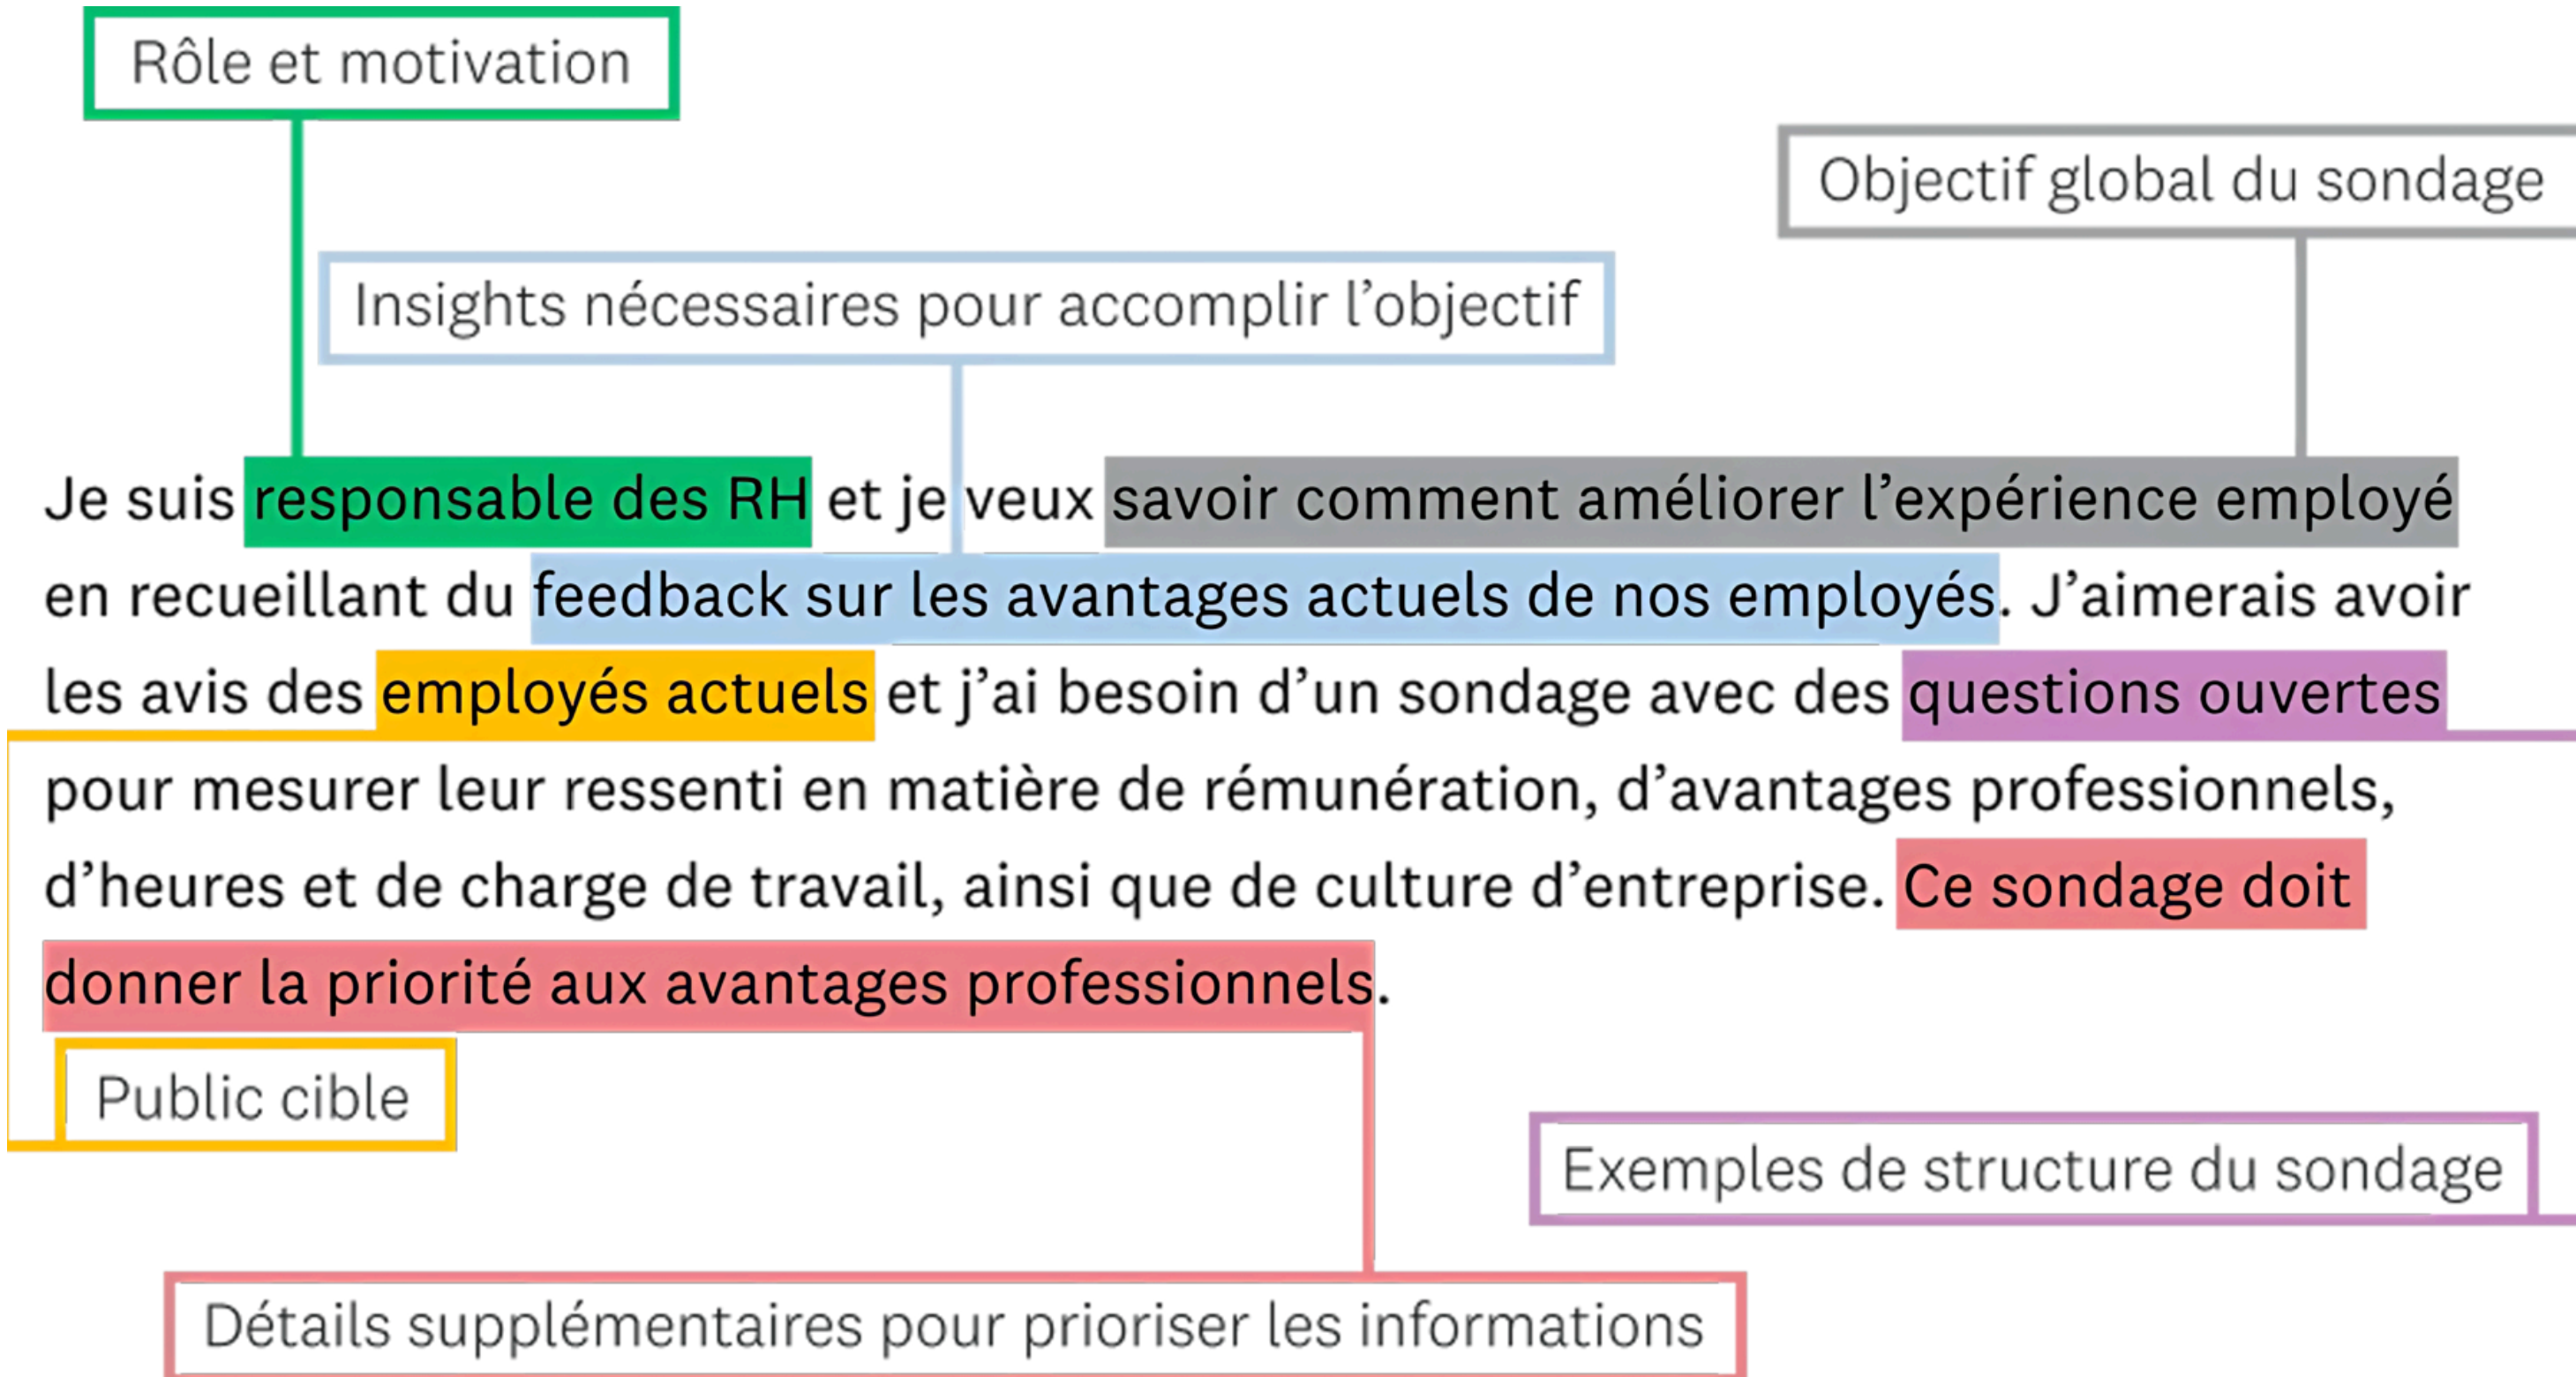 Rôle et motivation
Objectif global du sondage
Insights nécessaires pour accomplir l’objectif
Je suis responsable des RH et je veux savoir comment améliorer l’expérience employé
en recueillant du feedback sur les avantages actuels de nos employés. J’aimerais avoir
les avis des employés actuels et j’ai besoin d’un sondage avec des questions ouvertes
pour mesurer leur ressenti en matière de rémunération, d’avantages professionnels,
d’heures et de charge de travail, ainsi que de culture d’entreprise. Ce sondage doit
donner la priorité aux avantages professionnels.
Public cible
Exemples de structure du sondage
Détails supplémentaires pour prioriser les informations